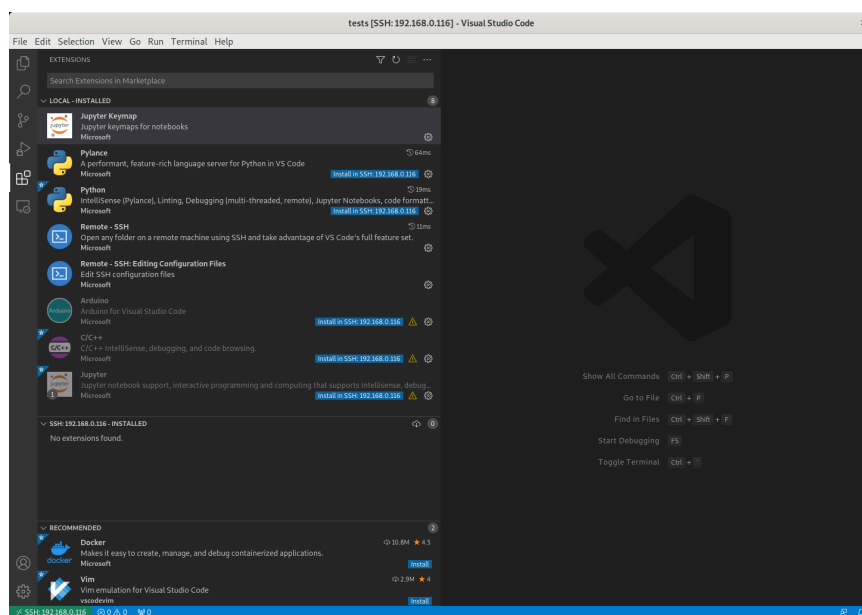 tests [SSH: 192.168.0.116] - Visual Studio Code
File Edit Selection View Go Run Terminal Help
EXTENSIONS
Search Extensions in Marketplace
LOCAL - INSTALLED 8
Jupyter Keymap
Jupyter keymaps for notebooks
Microsoft
Pylance 64ms
A performant, feature-rich language server for Python in VS Code
Microsoft Install in SSH: 192.168.0.116
Python 19ms
IntelliSense (Pylance), Linting, Debugging (multi-threaded, remote), Jupyter Notebooks, code formatt...
Microsoft Install in SSH: 192.168.0.116
Remote - SSH 11ms
Open any folder on a remote machine using SSH and take advantage of VS Code's full feature set.
Microsoft
Remote - SSH: Editing Configuration Files
Edit SSH configuration files
Microsoft
Arduino
Arduino for Visual Studio Code
Microsoft Install in SSH: 192.168.0.116
C/C++
C/C++ IntelliSense, debugging, and code browsing.
Microsoft Install in SSH: 192.168.0.116
Jupyter
Jupyter notebook support, interactive programming and computing that supports Intellisense, debug...
1 Microsoft Install in SSH: 192.168.0.116
SSH: 192.168.0.116 - INSTALLED 0
No extensions found.
RECOMMENDED 2
Docker 10.8M 4.5
Makes it easy to create, manage, and debug containerized applications.
Microsoft Install
Vim 2.9M 4
Vim emulation for Visual Studio Code
vscodevim Install
Show All Commands Ctrl + Shift + P
Go to File Ctrl + P
Find in Files Ctrl + Shift + F
Start Debugging F5
Toggle Terminal Ctrl + `
SSH: 192.168.0.116 0 0 0